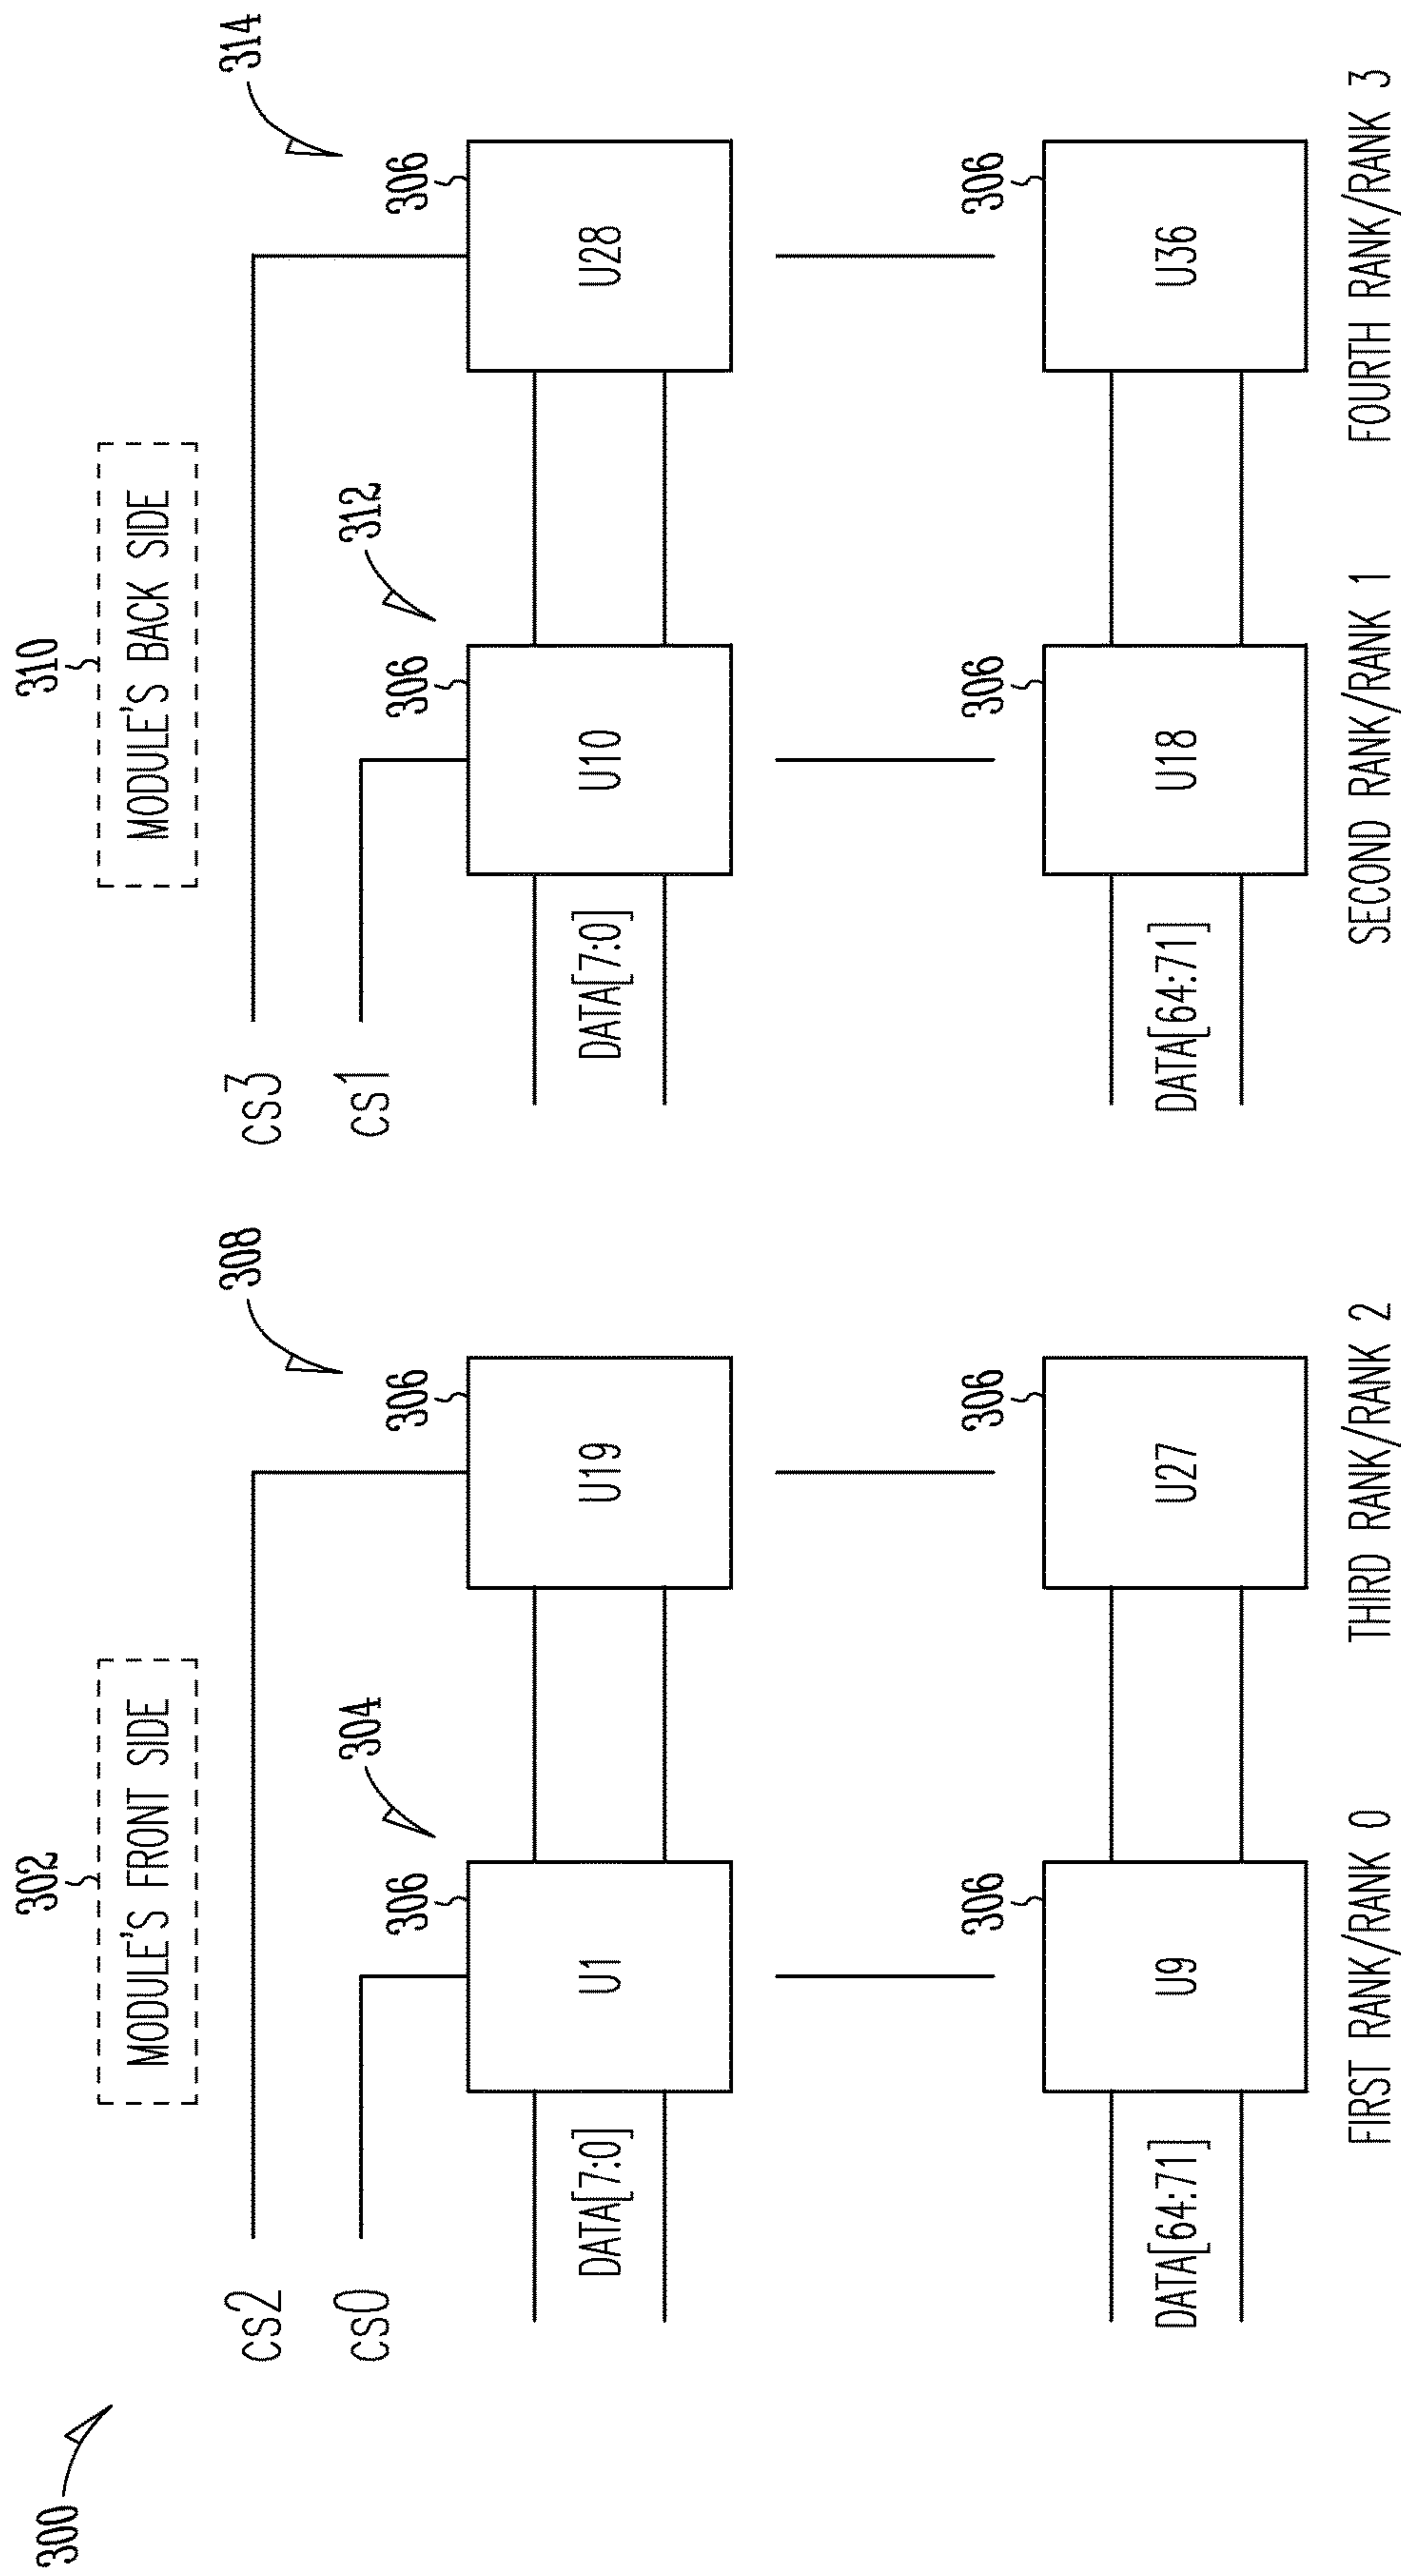 300
302
310
MODULE'S FRONT SIDE
MODULE'S BACK SIDE
308
314
cs2
cs3
304
312
cs0
cs1
306
306
306
306
DATA[7:0]
U1
U19
DATA[7:0]
U10
U28
306
306
306
306
DATA[64:71]
U9
U27
DATA[64:71]
U18
U36
FIRST RANK/RANK 0
THIRD RANK/RANK 2
SECOND RANK/RANK 1
FOURTH RANK/RANK 3